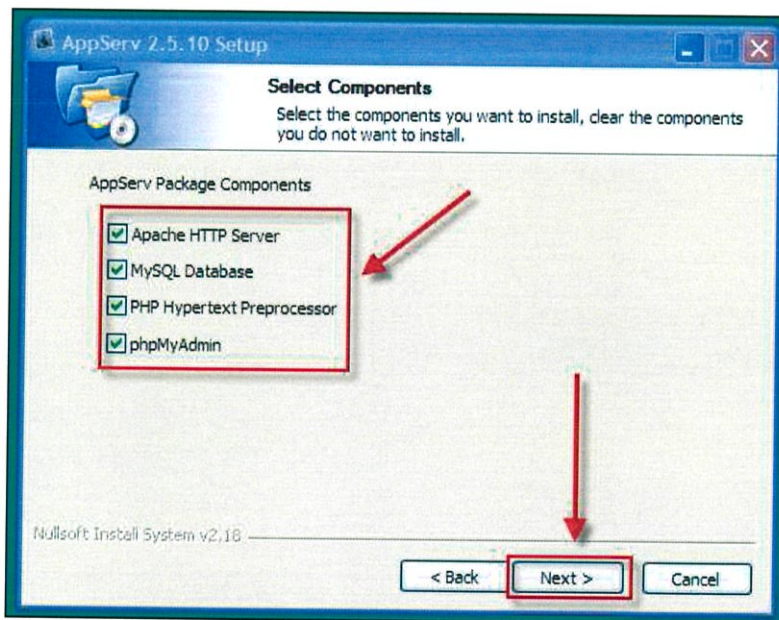 AppServ 2.5.10 Setup
Select Components
Select the components you want to install, clear the components
you do not want to install.
AppServ Package Components
Apache HTTP Server
MySQL Database
PHP Hypertext Preprocessor
phpMyAdmin
Nullsoft Install System v2.18
< Back Next > Cancel